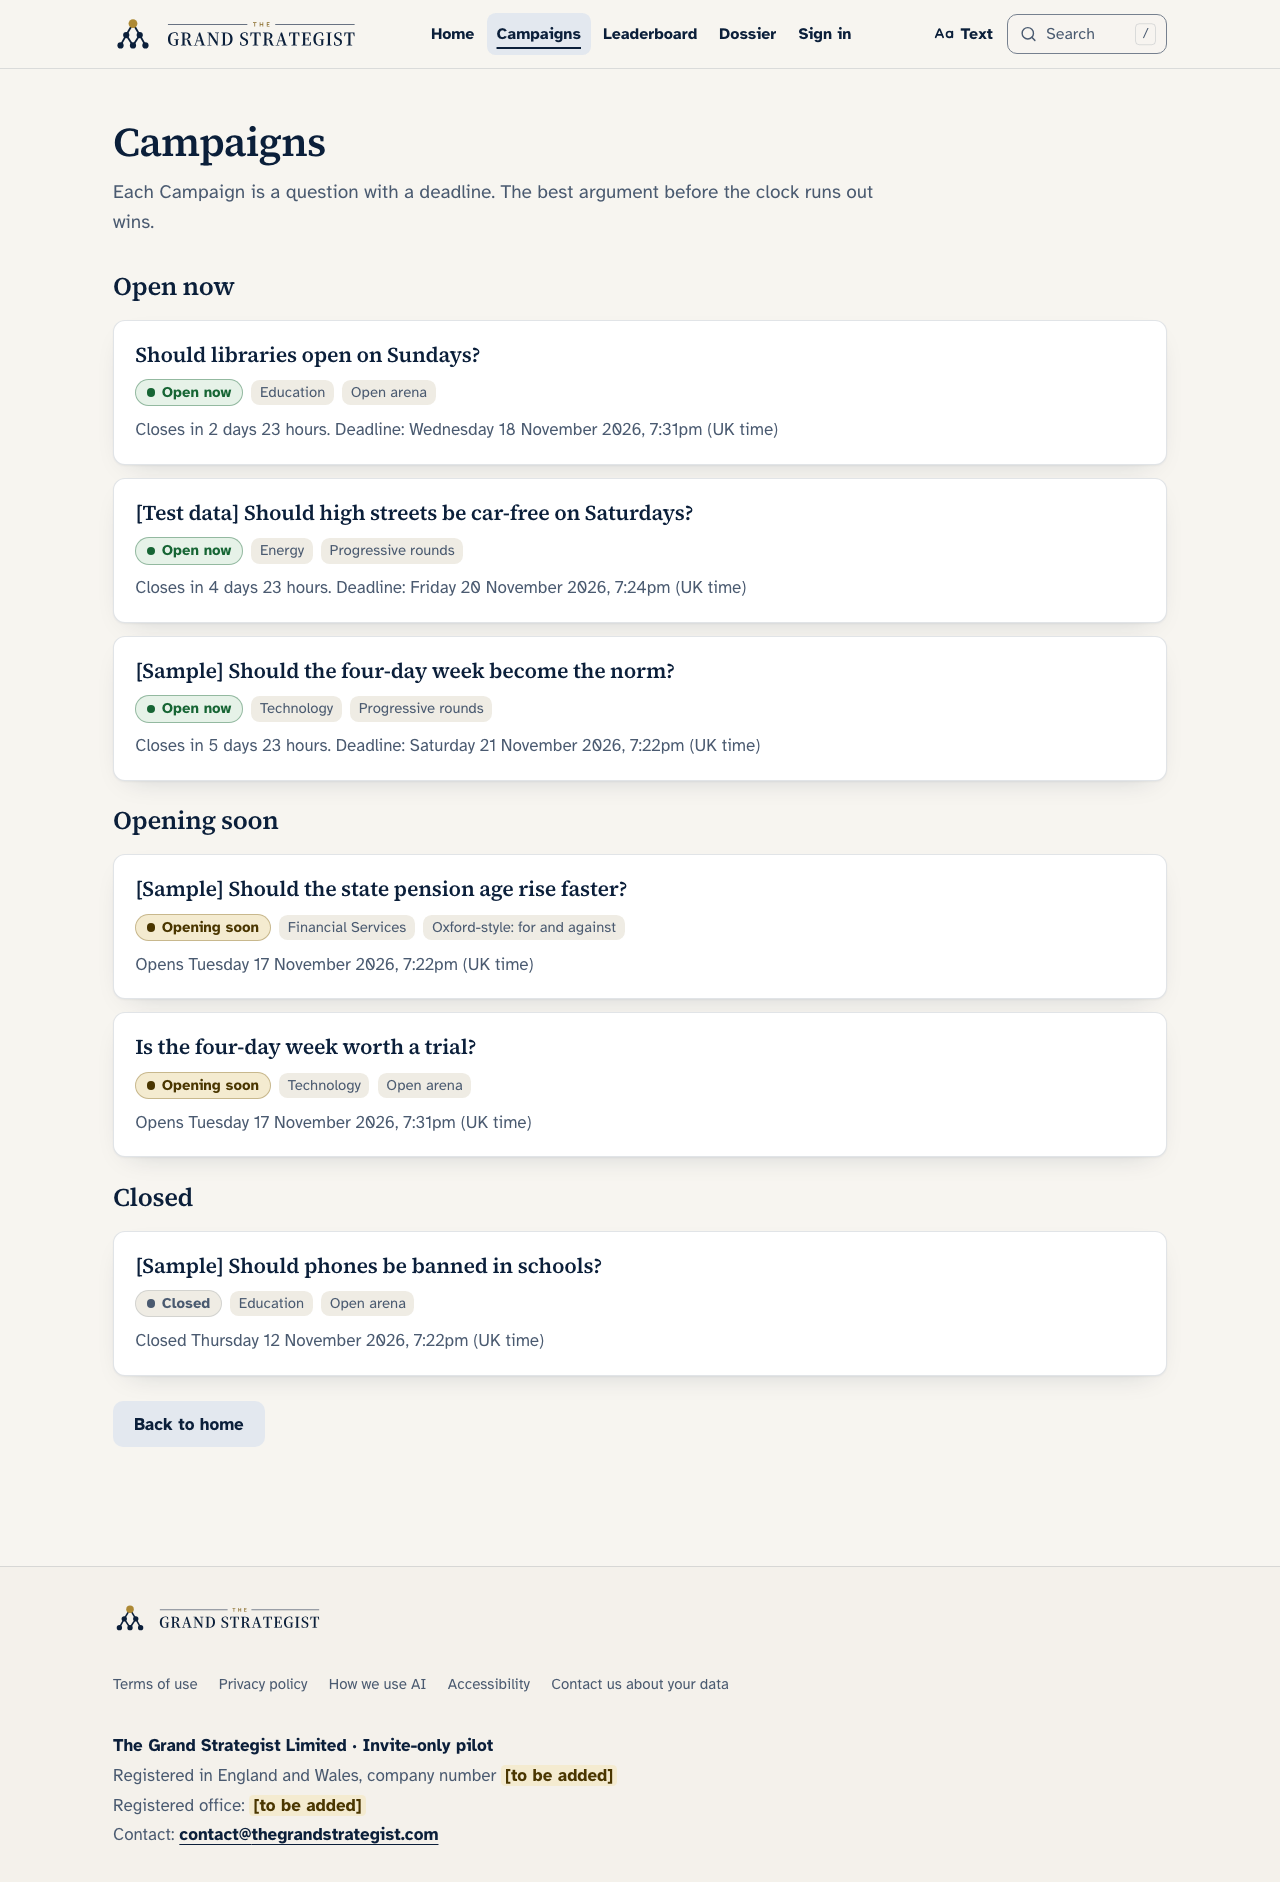 THE
GRAND STRATEGIST
Home
Campaigns
Leaderboard
Dossier
Sign in
Aa Text
Search
/
Campaigns
Each Campaign is a question with a deadline. The best argument before the clock runs out
wins.
Open now
Should libraries open on Sundays?
Open now
Education
Open arena
Closes in 2 days 23 hours. Deadline: Wednesday 18 November 2026, 7:31pm (UK time)
[Test data] Should high streets be car-free on Saturdays?
Open now
Energy
Progressive rounds
Closes in 4 days 23 hours. Deadline: Friday 20 November 2026, 7:24pm (UK time)
[Sample] Should the four-day week become the norm?
Open now
Technology
Progressive rounds
Closes in 5 days 23 hours. Deadline: Saturday 21 November 2026, 7:22pm (UK time)
Opening soon
[Sample] Should the state pension age rise faster?
Opening soon
Financial Services
Oxford-style: for and against
Opens Tuesday 17 November 2026, 7:22pm (UK time)
Is the four-day week worth a trial?
Opening soon
Technology
Open arena
Opens Tuesday 17 November 2026, 7:31pm (UK time)
Closed
[Sample] Should phones be banned in schools?
Closed
Education
Open arena
Closed Thursday 12 November 2026, 7:22pm (UK time)
Back to home
THE
GRAND STRATEGIST
Terms of use
Privacy policy
How we use AI
Accessibility
Contact us about your data
The Grand Strategist Limited · Invite-only pilot
Registered in England and Wales, company number [to be added]
Registered office: [to be added]
Contact: contact@thegrandstrategist.com